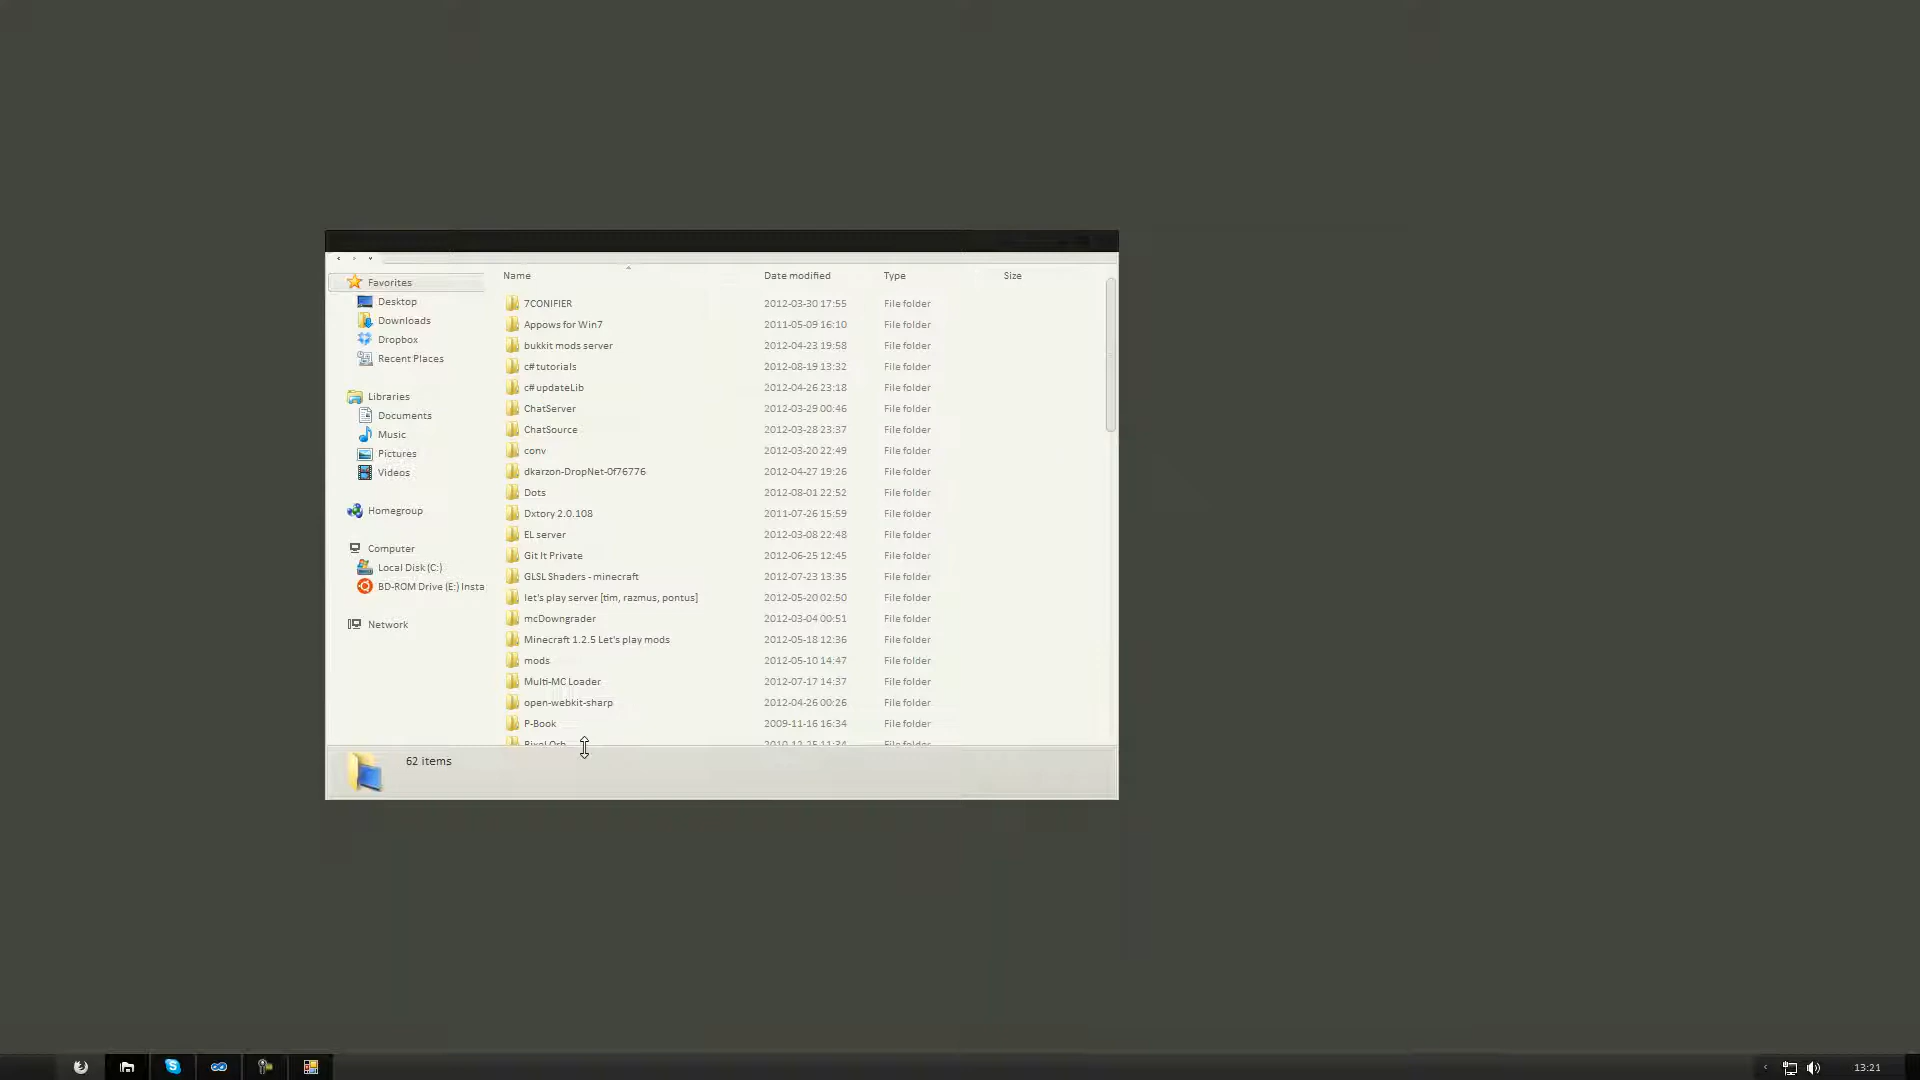 Name Date modified Type Size
Favorites
Desktop
Downloads
Dropbox
Recent Places
Libraries
Documents
Music
Pictures
Videos
Homegroup
Computer
Local Disk (C:)
BD-ROM Drive (E:) Insta
Network
7CONIFIER 2012-03-30 17:55 File folder
Appows for Win7 2011-05-09 16:10 File folder
bukkit mods server 2012-04-23 19:58 File folder
c# tutorials 2012-08-19 13:32 File folder
c# updateLib 2012-04-26 23:18 File folder
ChatServer 2012-03-29 00:46 File folder
ChatSource 2012-03-28 23:37 File folder
conv 2012-03-20 22:49 File folder
dkarzon-DropNet-0f76776 2012-04-27 19:26 File folder
Dots 2012-08-01 22:52 File folder
Dxtory 2.0.108 2011-07-26 15:59 File folder
EL server 2012-03-08 22:48 File folder
Git It Private 2012-06-25 12:45 File folder
GLSL Shaders - minecraft 2012-07-23 13:35 File folder
let's play server [tim, razmus, pontus] 2012-05-20 02:50 File folder
mcDowngrader 2012-03-04 00:51 File folder
Minecraft 1.2.5 Let's play mods 2012-05-18 12:36 File folder
mods 2012-05-10 14:47 File folder
Multi-MC Loader 2012-07-17 14:37 File folder
open-webkit-sharp 2012-04-26 00:26 File folder
P-Book 2009-11-16 16:34 File folder
Pixel Orb 2010-12-25 11:34 File folder
62 items
13:21